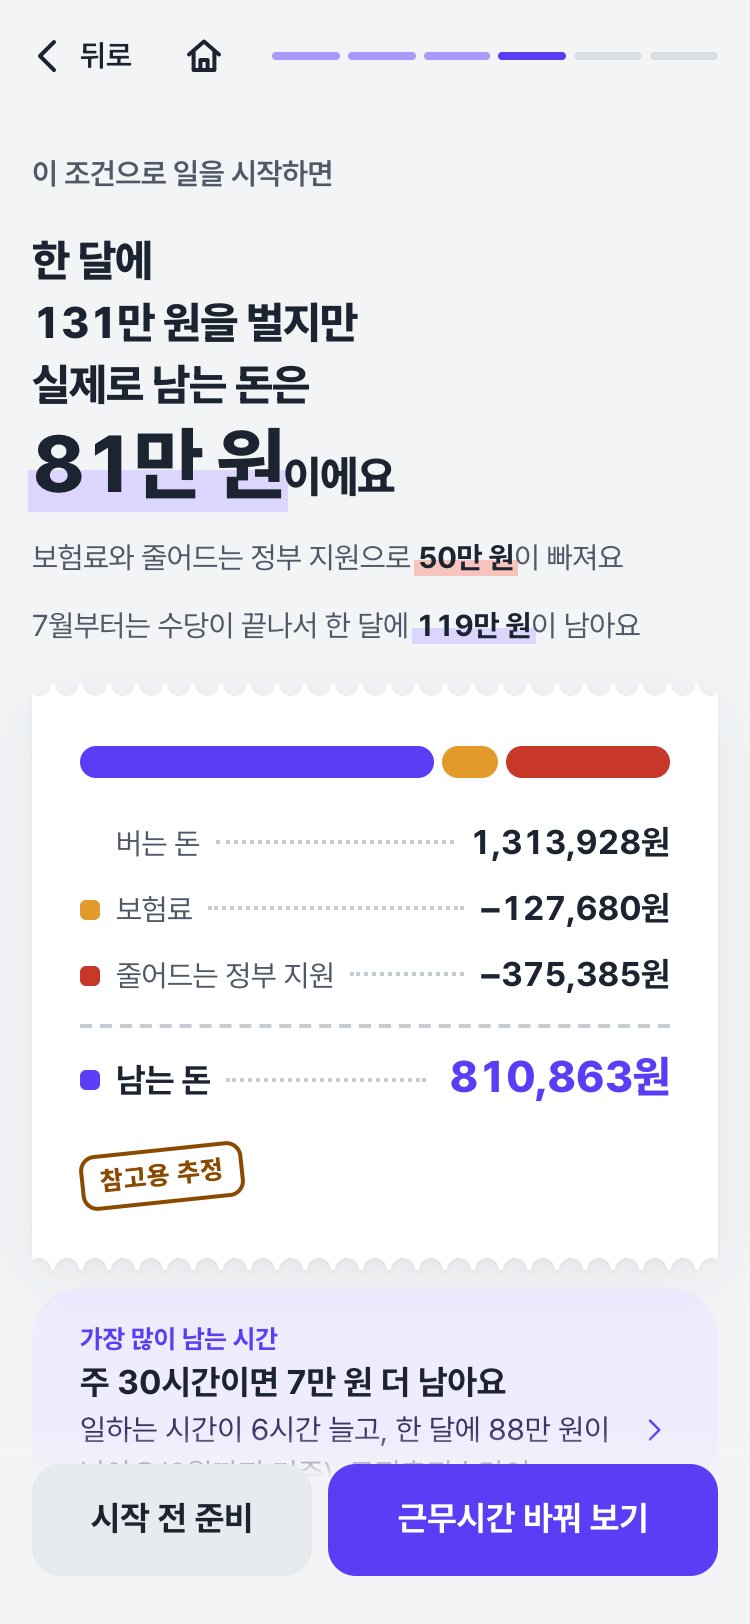 뒤로
이 조건으로 일을 시작하면
한 달에
131만 원을 벌지만
실제로 남는 돈은
81만 원이에요
보험료와 줄어드는 정부 지원으로 50만 원이 빠져요
7월부터는 수당이 끝나서 한 달에 119만 원이 남아요
버는 돈 1,313,928원
보험료 −127,680원
줄어드는 정부 지원 −375,385원
남는 돈 810,863원
참고용 추정
가장 많이 남는 시간
주 30시간이면 7만 원 더 남아요
일하는 시간이 6시간 늘고, 한 달에 88만 원이
시작 전 준비
근무시간 바꿔 보기